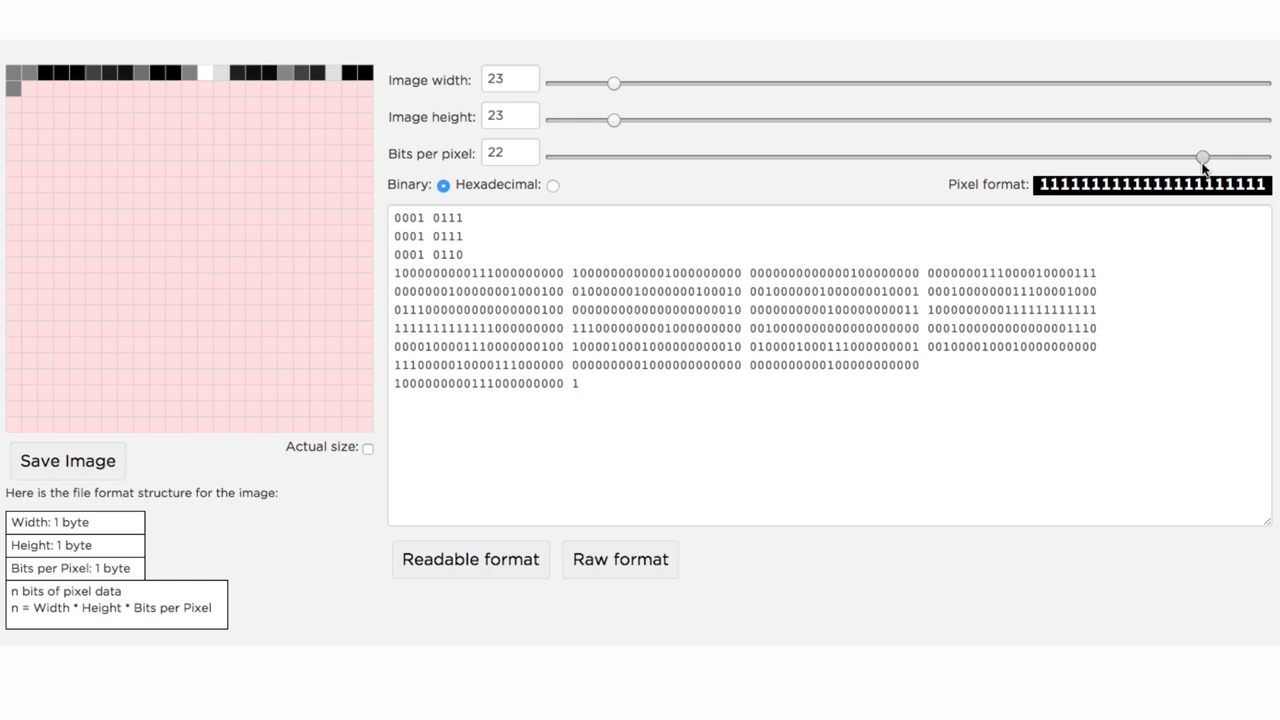 Image width: 23
Image height: 23
Bits per pixel: 22
Binary: Hexadecimal: Pixel format: 1111111111111111111111
0001 0111
0001 0111
0001 0110
1000000000111000000000 1000000000001000000000 0000000000000100000000 0000000111000010000111
0000000100000001000100 0100000010000000100010 0010000001000000010001 0001000000011100001000
0111000000000000000100 0000000000000000000010 0000000000100000000011 1000000000111111111111
1111111111111000000000 1110000000001000000000 0010000000000000000000 0001000000000000001110
0000100001110000000100 1000010001000000000010 0100001000111000000001 0010000100010000000000
1110000010000111000000 0000000001000000000000 0000000000100000000000
1000000000111000000000 1
Actual size:
Save Image
Here is the file format structure for the image:
Width: 1 byte
Height: 1 byte
Bits per Pixel: 1 byte
n bits of pixel data
n = Width * Height * Bits per Pixel
Readable format Raw format